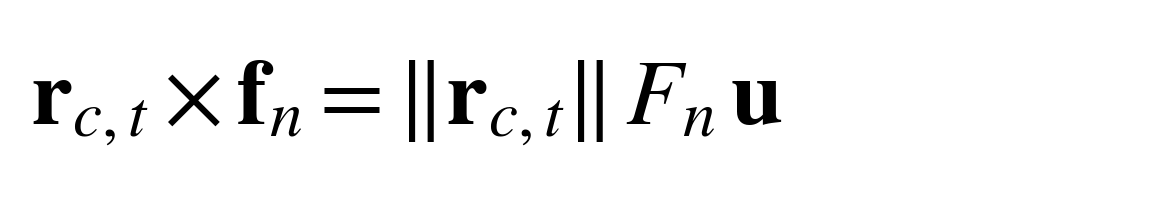 𝐫_{c, t} × 𝐟_n = ‖𝐫_{c, t}‖ F_n 𝐮